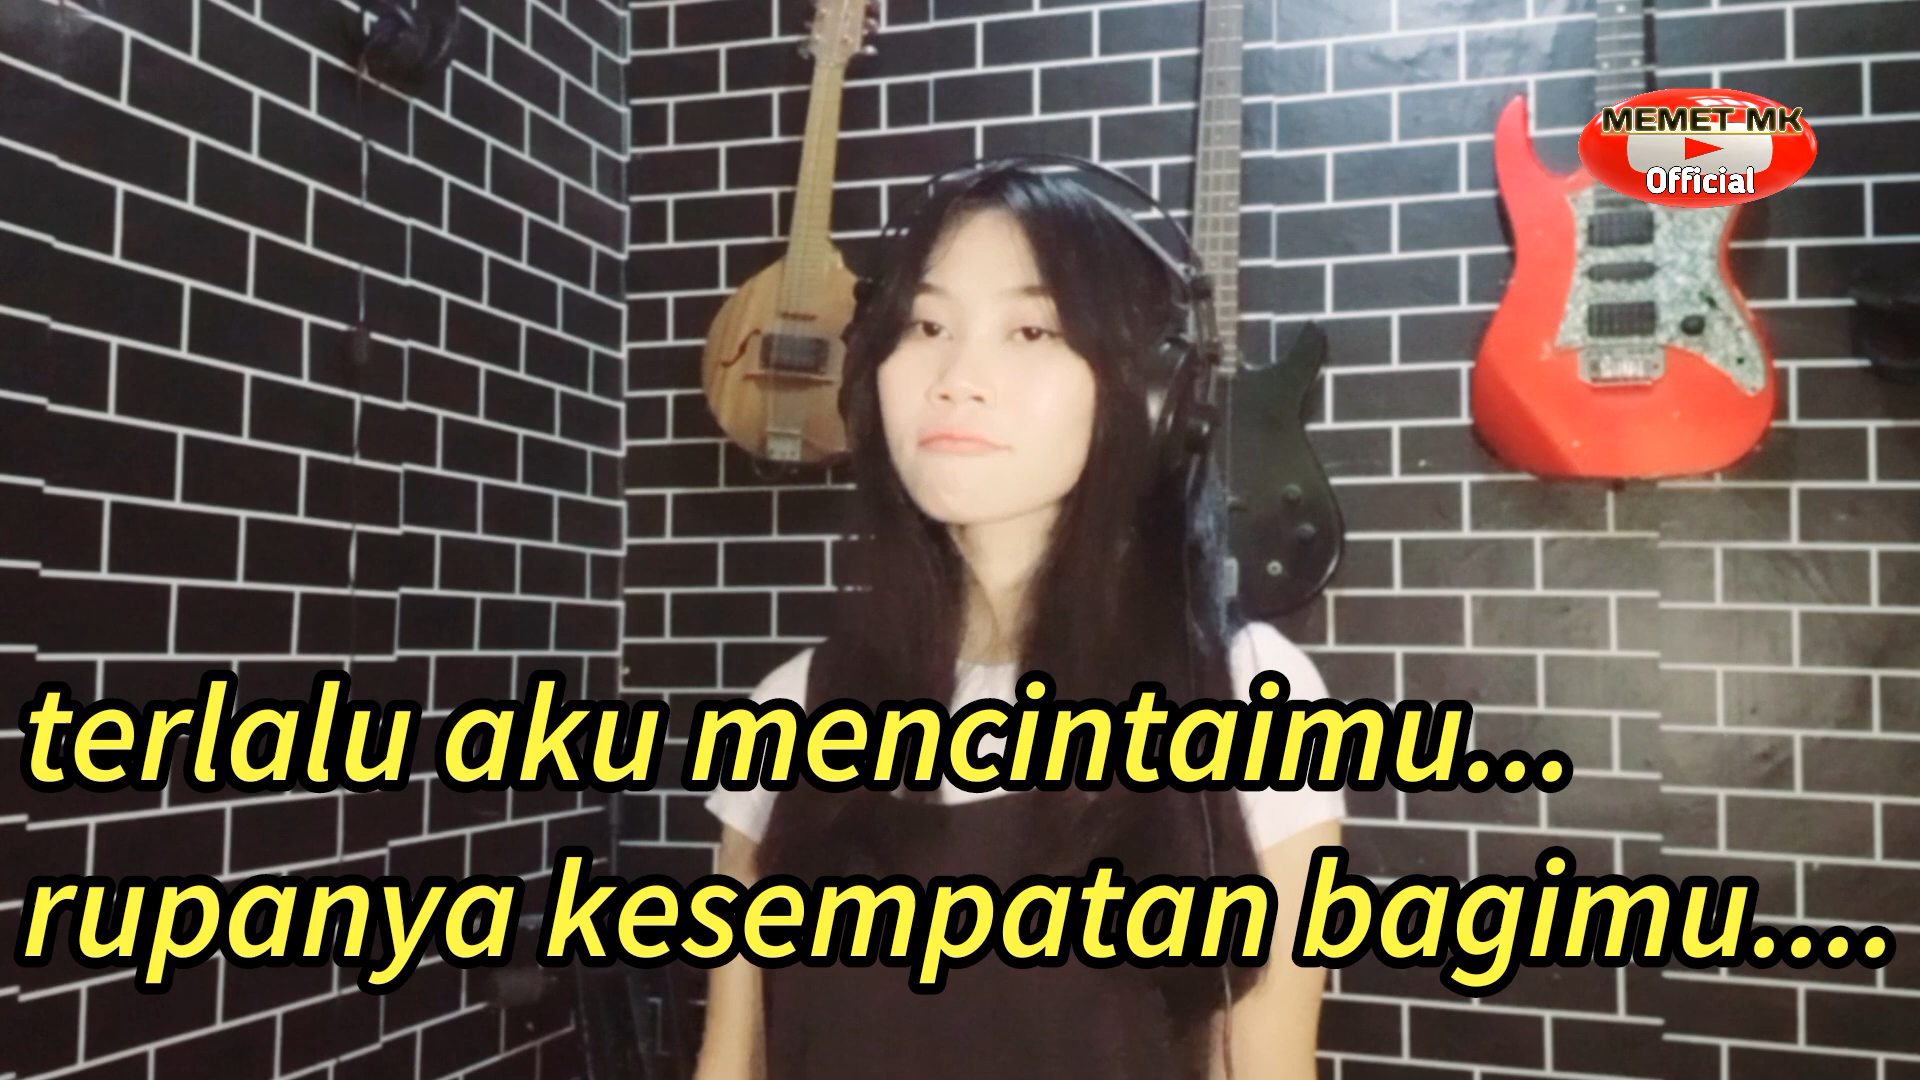 MEMET MK
Official
terlalu aku mencintaimu...
rupanya kesempatan bagimu....